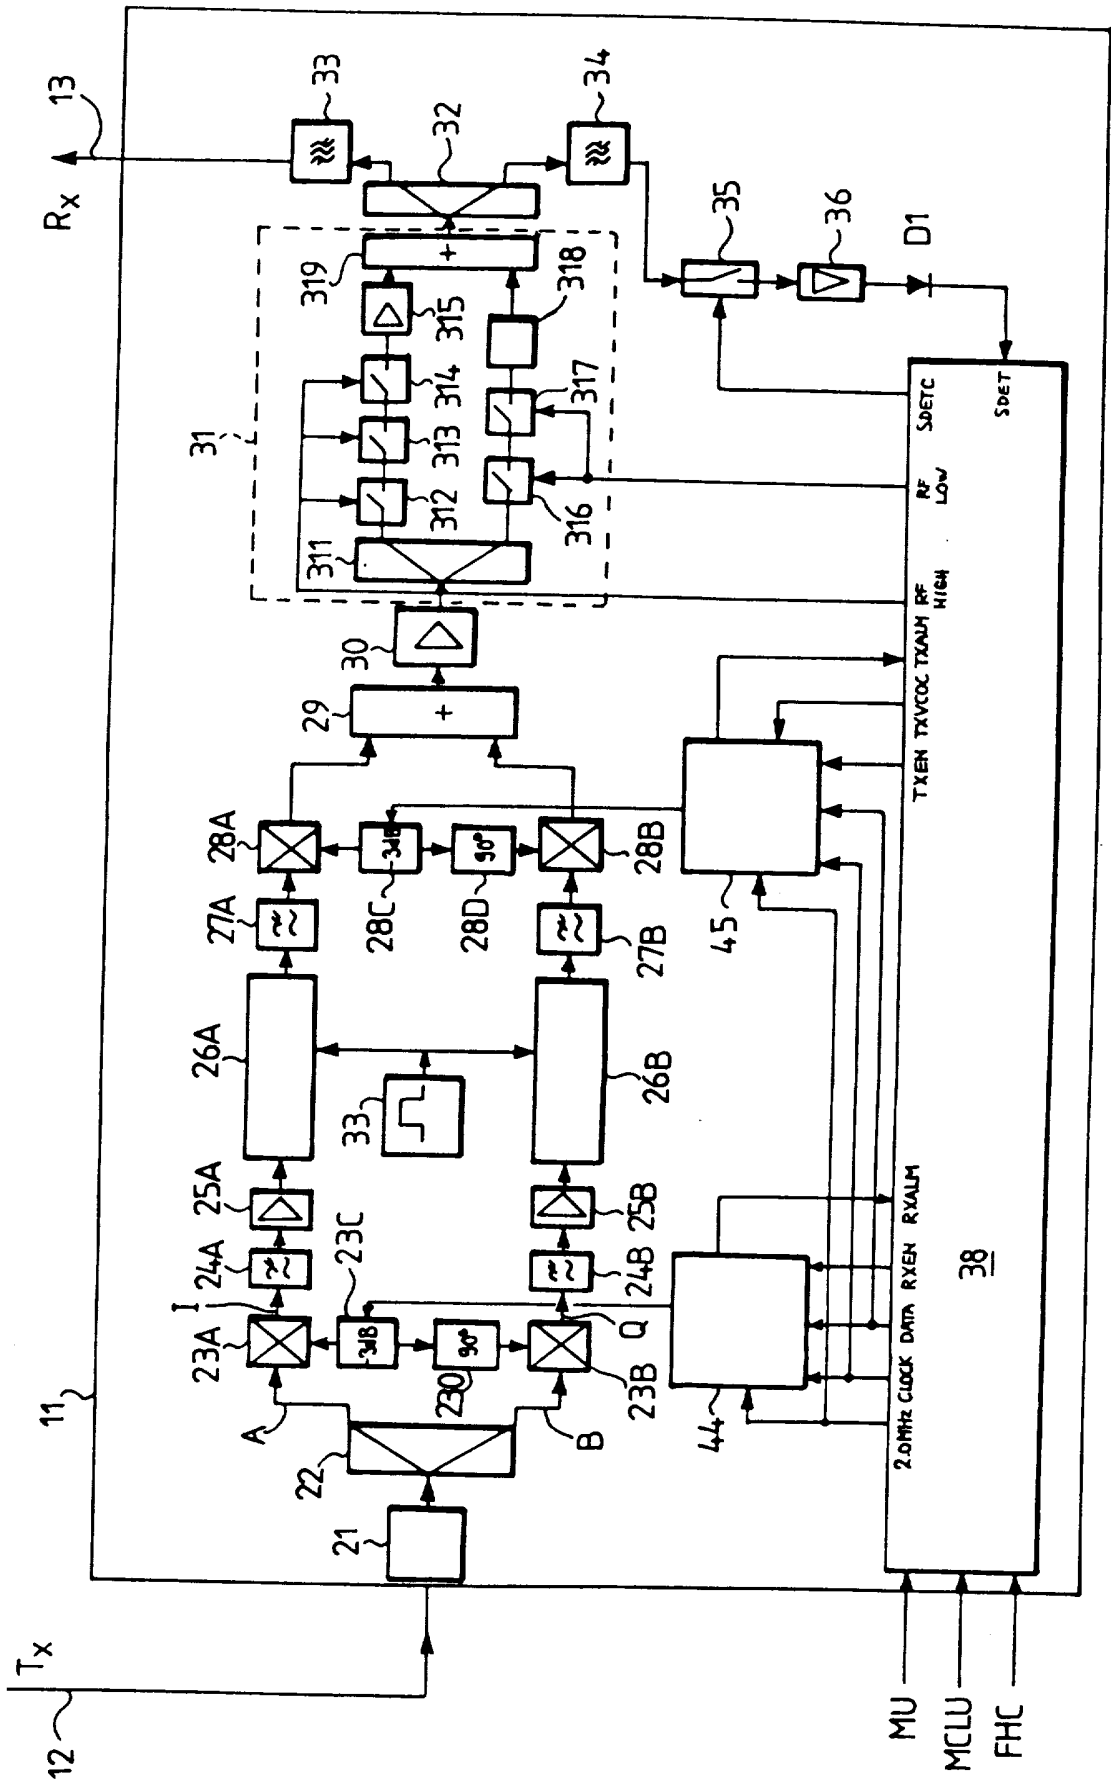 12
Tx
11
21
22
A
B
23A
I
23C
-3dB
90°
230
23B
Q
24A
25A
24B
25B
26A
33
26B
27A
27B
28A
-3dB
28C
90°
28D
28B
29
+
30
31
311
312
313
314
315
316
317
318
319
+
32
33
34
Rx
13
35
36
D1
44
45
2.0MHz
CLOCK
DATA
RXEN
RXALM
TXEN
TXVCOC
TXALM
RF
HIGH
RF
LOW
SDETC
SDET
38
MU
MCLU
FHC